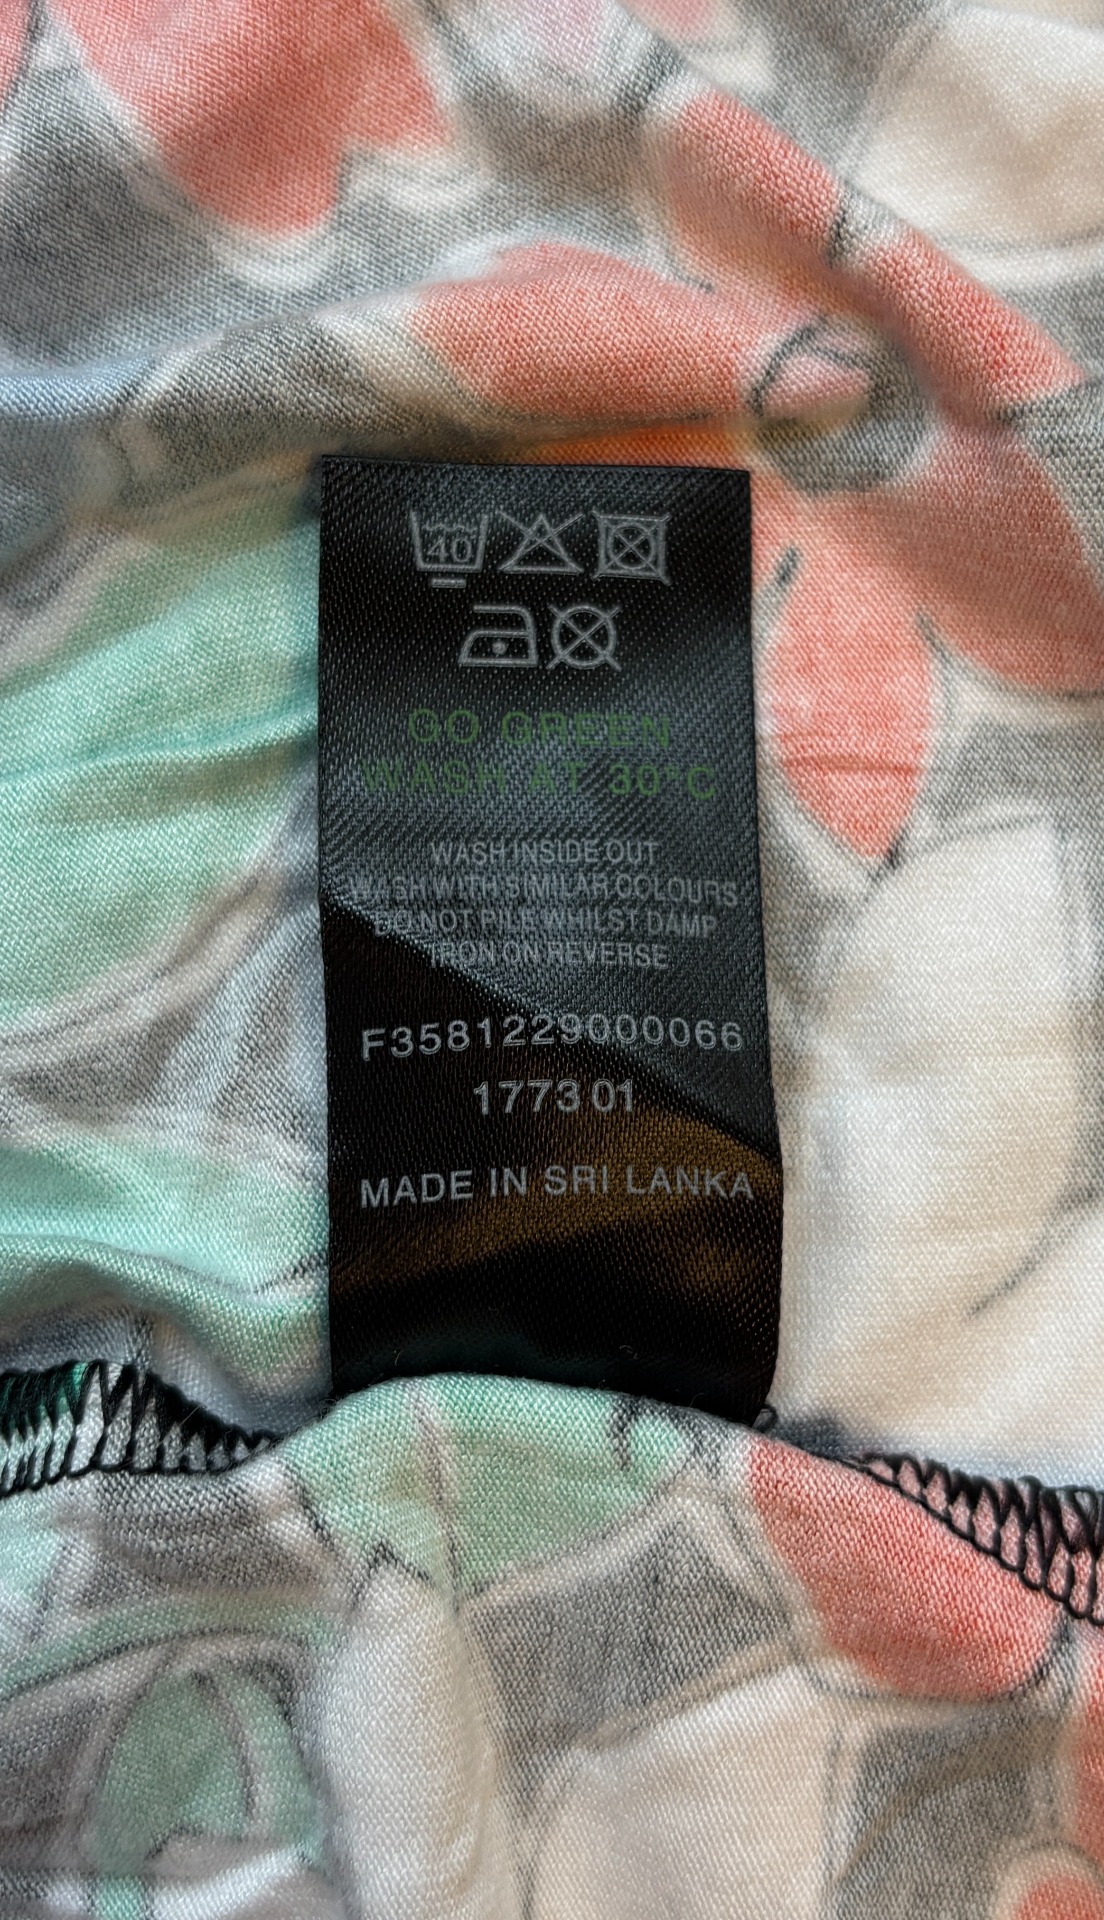 40
GO GREEN
WASH AT 30°C
WASH INSIDE OUT
WASH WITH SIMILAR COLOURS
DO NOT PILE WHILST DAMP
IRON ON REVERSE
F3581229000066
1773 01
MADE IN SRI LANKA